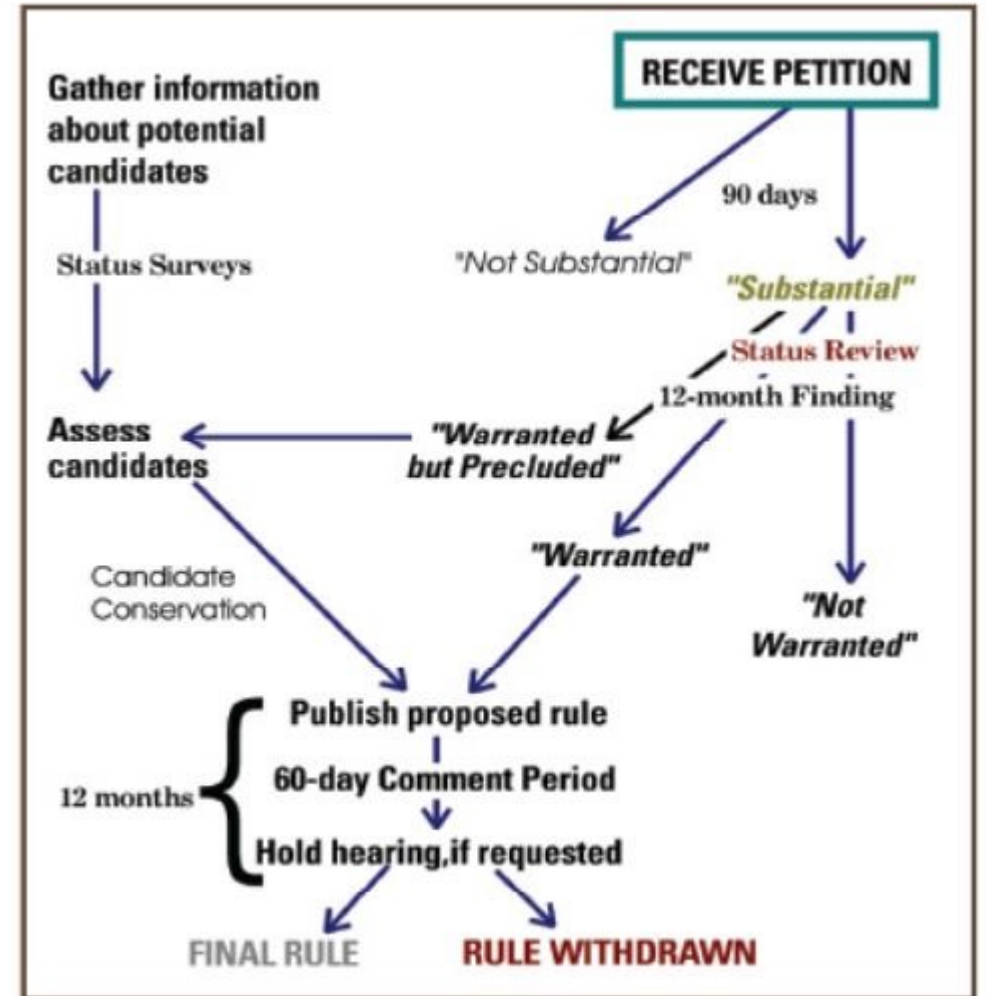 Gather information
about potential
candidates
RECEIVE PETITION
90 days
Status Surveys
"Not Substantial"
"Substantial"
Status Review
12-month Finding
Assess
candidates
"Warranted
but Precluded"
"Warranted"
Candidate
Conservation
"Not
Warranted"
Publish proposed rule
60-day Comment Period
12 months
Hold hearing,if requested
FINAL RULE
RULE WITHDRAWN